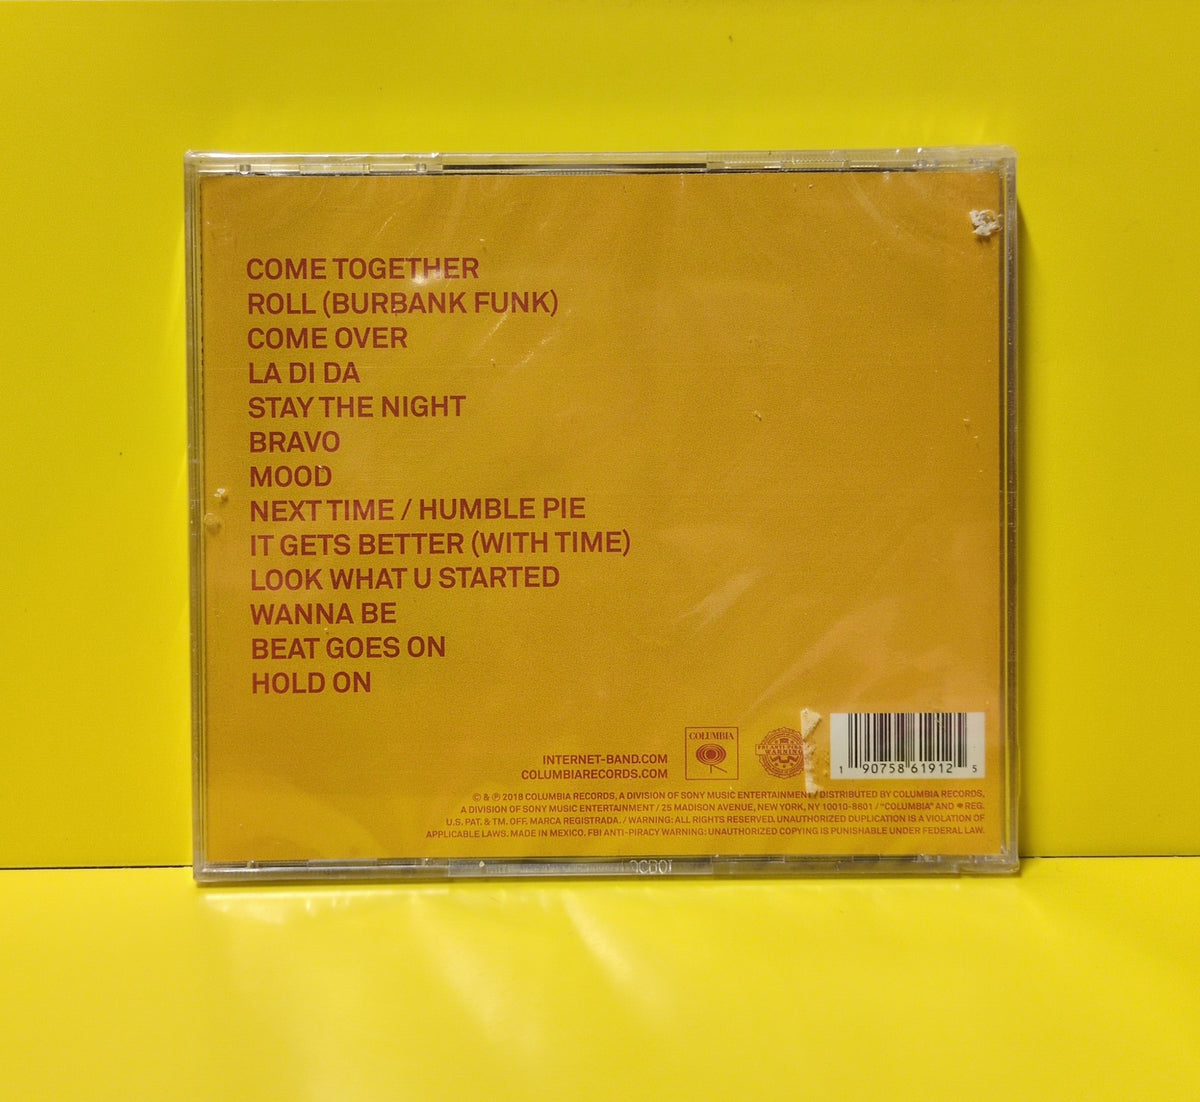 COME TOGETHER
ROLL (BURBANK FUNK)
COME OVER
LA DI DA
STAY THE NIGHT
BRAVO
MOOD
NEXT TIME / HUMBLE PIE
IT GETS BETTER (WITH TIME)
LOOK WHAT U STARTED
WANNA BE
BEAT GOES ON
HOLD ON
INTERNET-BAND.COM
COLUMBIARECORDS.COM
COLUMBIA
FBI ANTI-PIRACY
WARNING
1 90758 61912 5
© & ℗ 2018 COLUMBIA RECORDS, A DIVISION OF SONY MUSIC ENTERTAINMENT / DISTRIBUTED BY COLUMBIA RECORDS,
A DIVISION OF SONY MUSIC ENTERTAINMENT / 25 MADISON AVENUE, NEW YORK, NY 10010-8601 / "COLUMBIA" AND REG.
U.S. PAT. & TM. OFF. MARCA REGISTRADA. / WARNING: ALL RIGHTS RESERVED. UNAUTHORIZED DUPLICATION IS A VIOLATION OF
APPLICABLE LAWS. MADE IN MEXICO. FBI ANTI-PIRACY WARNING: UNAUTHORIZED COPYING IS PUNISHABLE UNDER FEDERAL LAW.